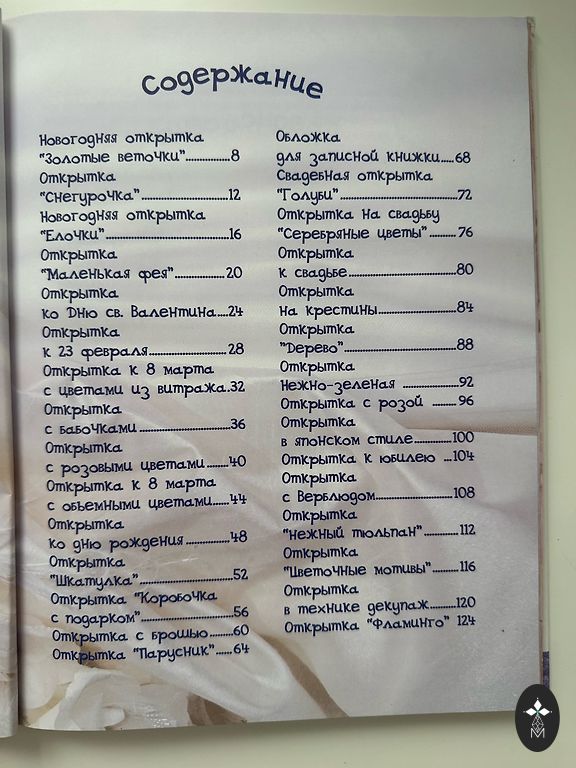 Содержание
Новогодняя открытка
"Золотые веточки"...............8
Открытка
"Снегурочка".............................12
Новогодняя открытка
"Елочки".........................................16
Открытка
"Маленькая фея"................20
Открытка
ко Дню св. Валентина....24
Открытка
к 23 февраля..........................28
Открытка к 8 марта
с цветами из витража.32
Открытка
с бабочками..............................36
Открытка
с розовыми цветами.......40
Открытка к 8 марта
с объемными цветами......44
Открытка
ко дню рождения...............48
Открытка
"Шкатулка"...............................52
Открытка "Коробочка
с подарком"...............................56
Открытка с брошью........60
Открытка "Парусник".....64
Обложка
для записной книжки....68
Свадебная открытка
"Голуби".......................................72
Открытка на свадьбу
"Серебряные цветы".........76
Открытка
к свадьбе....................................80
Открытка
на крестины..........................84
Открытка
"Дерево"......................................88
Открытка
нежно-зеленая ...................92
Открытка с розой ........96
Открытка
в японском стиле............100
Открытка к юбилею ...104
Открытка
с Верблюдом..........................108
Открытка
"Нежный тюльпан"...........112
Открытка
"Цветочные мотивы".........116
Открытка
в технике декупаж.........120
Открытка "Фламинго" 124
М